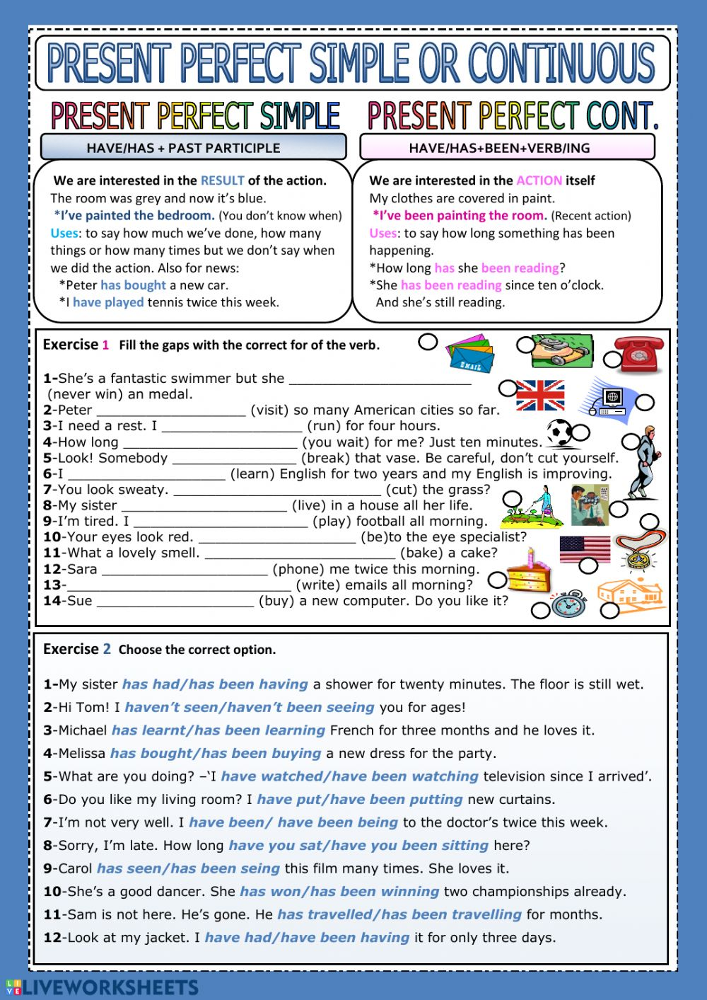 PRESENT PERFECT SIMPLE OR CONTINUOUS
PRESENT PERFECT SIMPLE
HAVE/HAS + PAST PARTICIPLE
We are interested in the RESULT of the action.
The room was grey and now it's blue.
*I've painted the bedroom. (You don't know when)
Uses: to say how much we've done, how many
things or how many times but we don't say when
we did the action. Also for news:
*Peter has bought a new car.
*I have played tennis twice this week.
PRESENT PERFECT CONT.
HAVE/HAS+BEEN+VERB/ING
We are interested in the ACTION itself
My clothes are covered in paint.
*I've been painting the room. (Recent action)
Uses: to say how long something has been
happening.
*How long has she been reading?
*She has been reading since ten o'clock.
And she's still reading.
Exercise 1 Fill the gaps with the correct for of the verb.
EMAIL
1-She's a fantastic swimmer but she _______________________
(never win) an medal.
2-Peter ___________________ (visit) so many American cities so far.
3-I need a rest. I __________________ (run) for four hours.
4-How long ______________________ (you wait) for me? Just ten minutes.
5-Look! Somebody ________________ (break) that vase. Be careful, don't cut yourself.
6-I ____________________ (learn) English for two years and my English is improving.
7-You look sweaty. __________________________ (cut) the grass?
8-My sister _____________________ (live) in a house all her life.
9-I'm tired. I ______________________ (play) football all morning.
10-Your eyes look red. ____________________ (be)to the eye specialist?
11-What a lovely smell. ________________________ (bake) a cake?
12-Sara _____________________ (phone) me twice this morning.
13-____________________________ (write) emails all morning?
14-Sue ____________________ (buy) a new computer. Do you like it?
Exercise 2 Choose the correct option.
1-My sister has had/has been having a shower for twenty minutes. The floor is still wet.
2-Hi Tom! I haven't seen/haven't been seeing you for ages!
3-Michael has learnt/has been learning French for three months and he loves it.
4-Melissa has bought/has been buying a new dress for the party.
5-What are you doing? –'I have watched/have been watching television since I arrived'.
6-Do you like my living room? I have put/have been putting new curtains.
7-I'm not very well. I have been/ have been being to the doctor's twice this week.
8-Sorry, I'm late. How long have you sat/have you been sitting here?
9-Carol has seen/has been seing this film many times. She loves it.
10-She's a good dancer. She has won/has been winning two championships already.
11-Sam is not here. He's gone. He has travelled/has been travelling for months.
12-Look at my jacket. I have had/have been having it for only three days.
LIVE LIVEWORKSHEETS